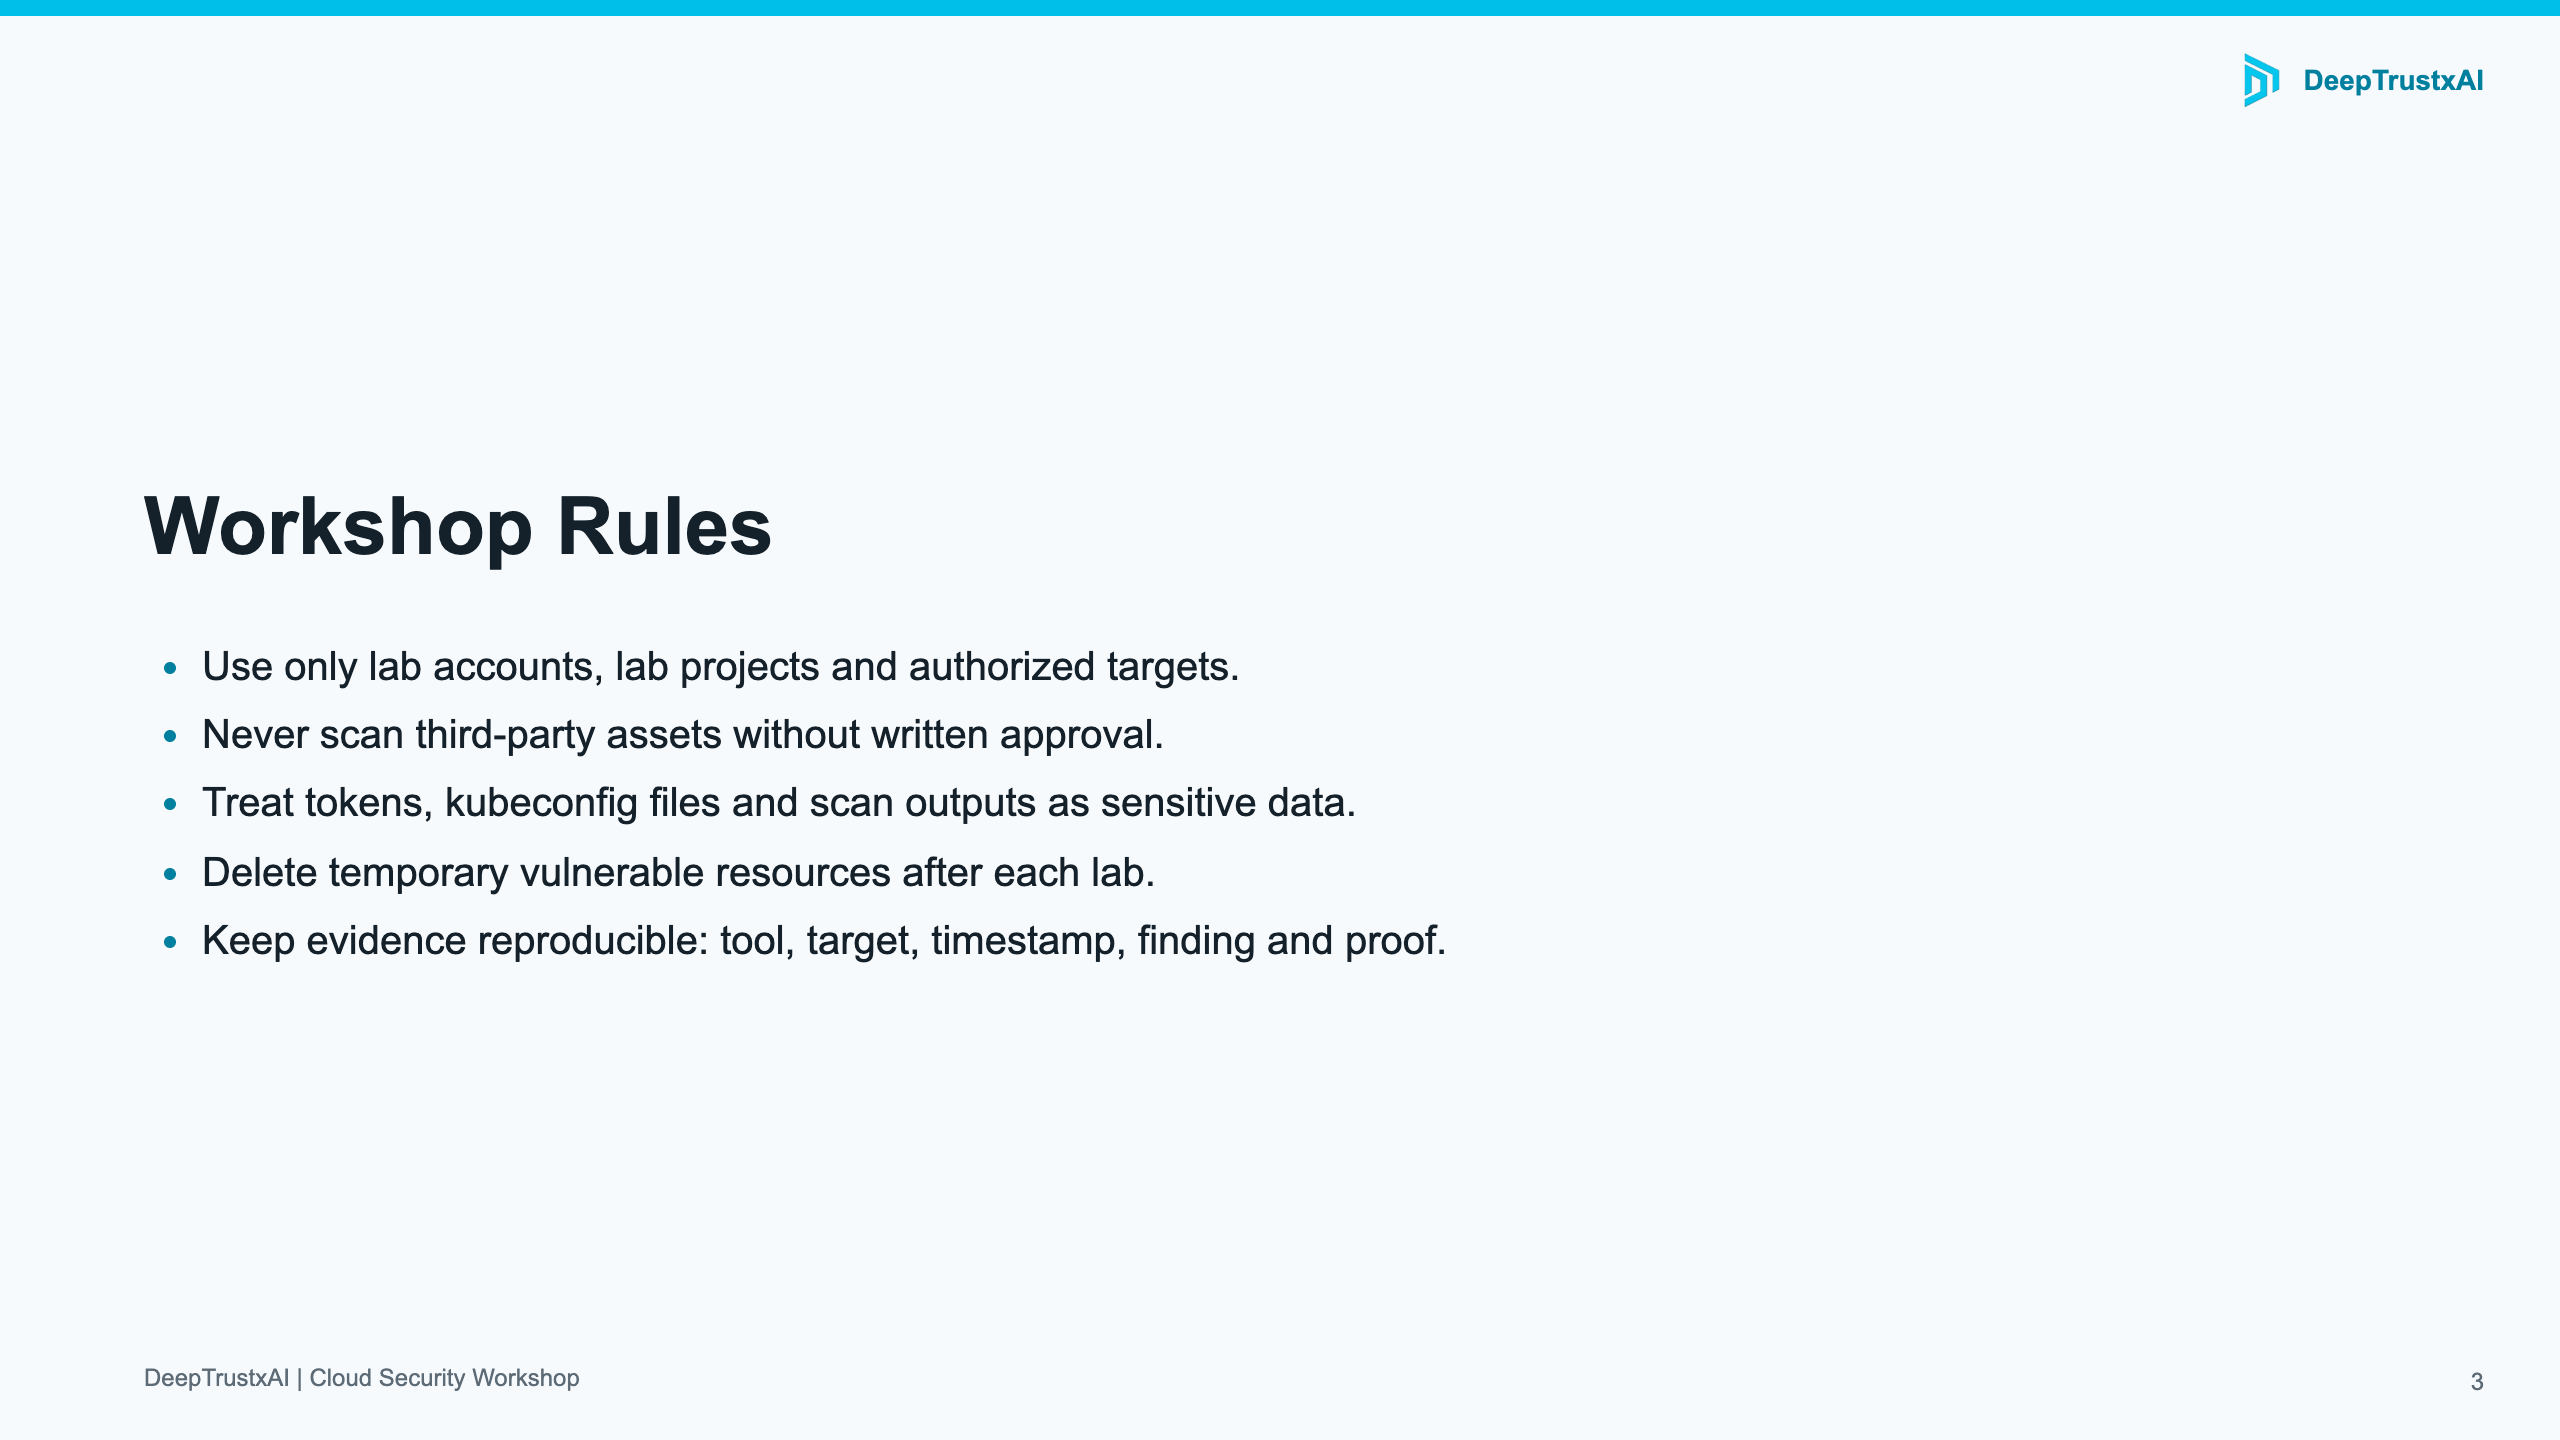 DeepTrustxAI
Workshop Rules
• Use only lab accounts, lab projects and authorized targets.
• Never scan third-party assets without written approval.
• Treat tokens, kubeconfig files and scan outputs as sensitive data.
• Delete temporary vulnerable resources after each lab.
• Keep evidence reproducible: tool, target, timestamp, finding and proof.
DeepTrustxAI | Cloud Security Workshop
3